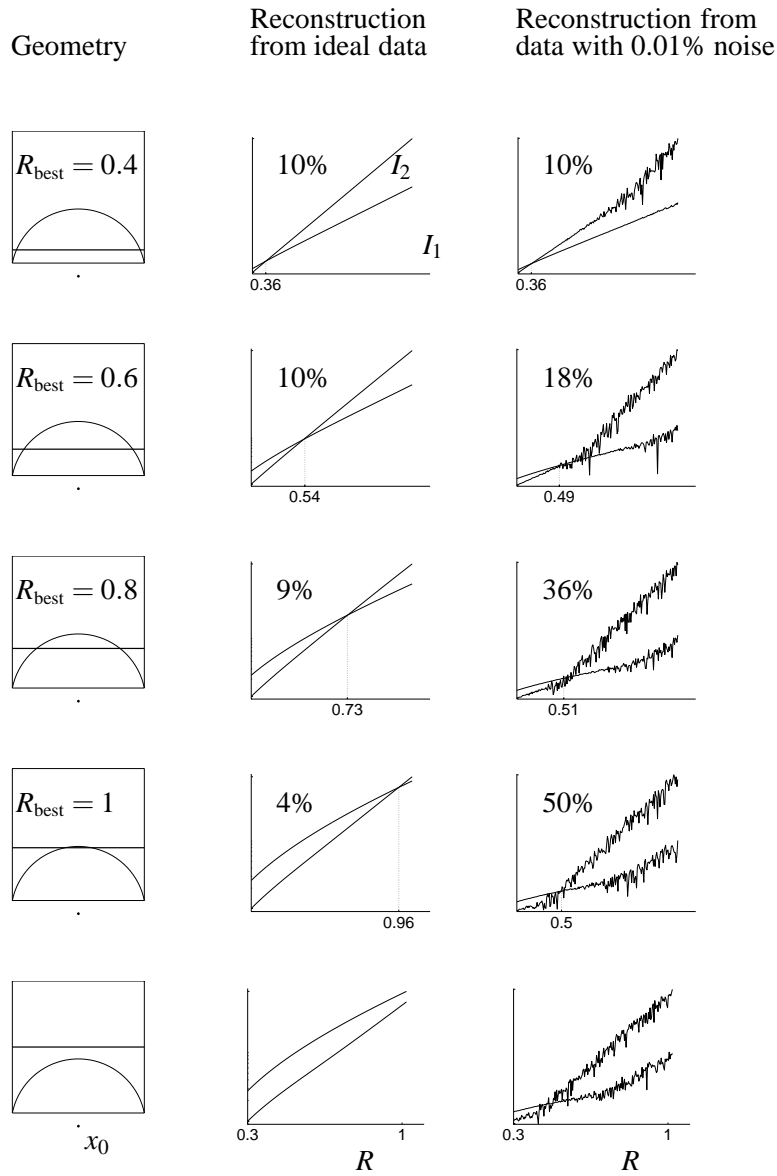 Geometry
Reconstruction
from ideal data
Reconstruction from
data with 0.01% noise
R_best = 0.4
10%
I_2
I_1
0.36
10%
0.36
R_best = 0.6
10%
0.54
18%
0.49
R_best = 0.8
9%
0.73
36%
0.51
R_best = 1
4%
0.96
50%
0.5
x_0
0.3
1
R
0.3
1
R